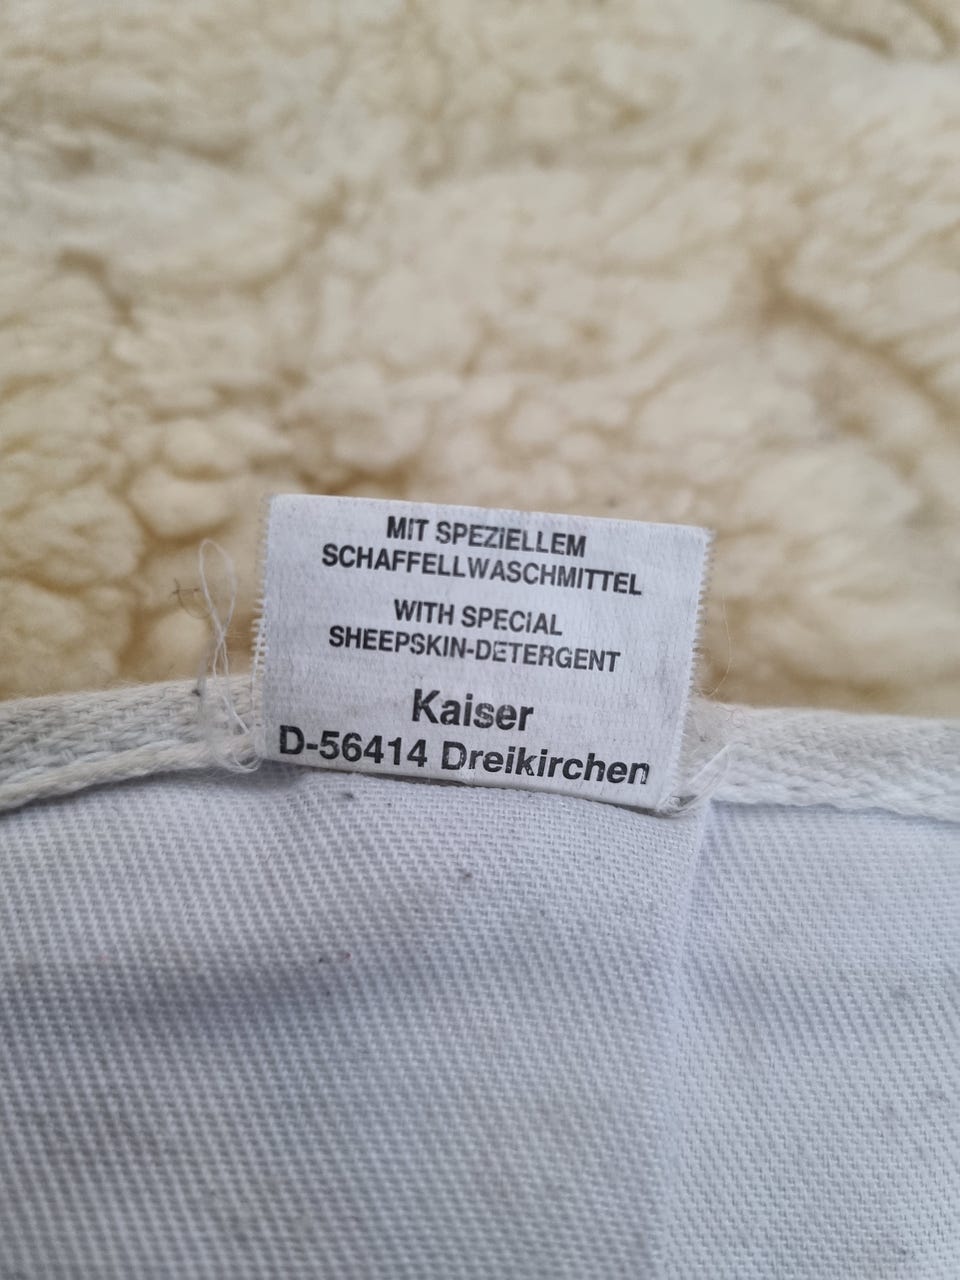 MIT SPEZIELLEM
SCHAFFELLWASCHMITTEL
WITH SPECIAL
SHEEPSKIN-DETERGENT
Kaiser
D-56414 Dreikirchen